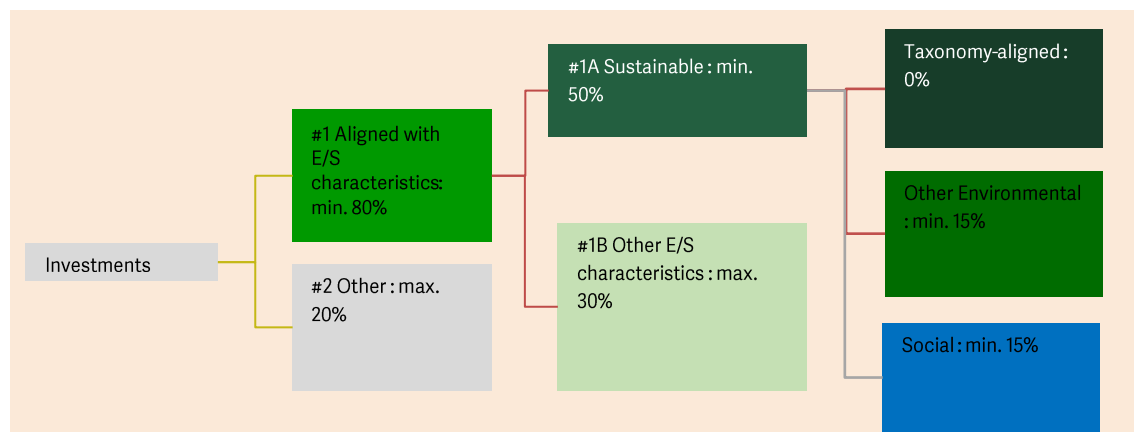 Investments
#1 Aligned with
E/S
characteristics:
min. 80%
#2 Other : max.
20%
#1A Sustainable : min.
50%
#1B Other E/S
characteristics : max.
30%
Taxonomy-aligned :
0%
Other Environmental
: min. 15%
Social : min. 15%